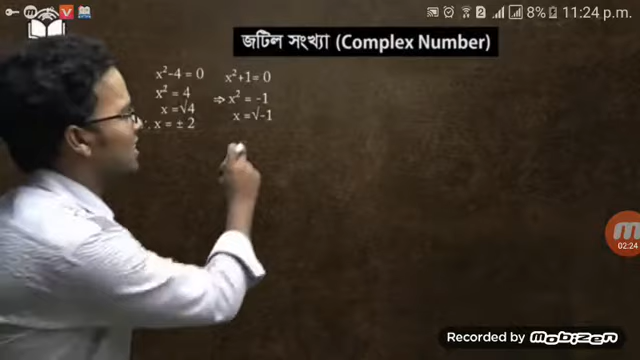 8% 11:24 p.m.
জটিল সংখ্যা (Complex Number)
x²-4 = 0
x² = 4
x = √4
∴ x = ± 2
x²+1 = 0
⇒ x² = -1
x = √-1
02:24
Recorded by mobizen